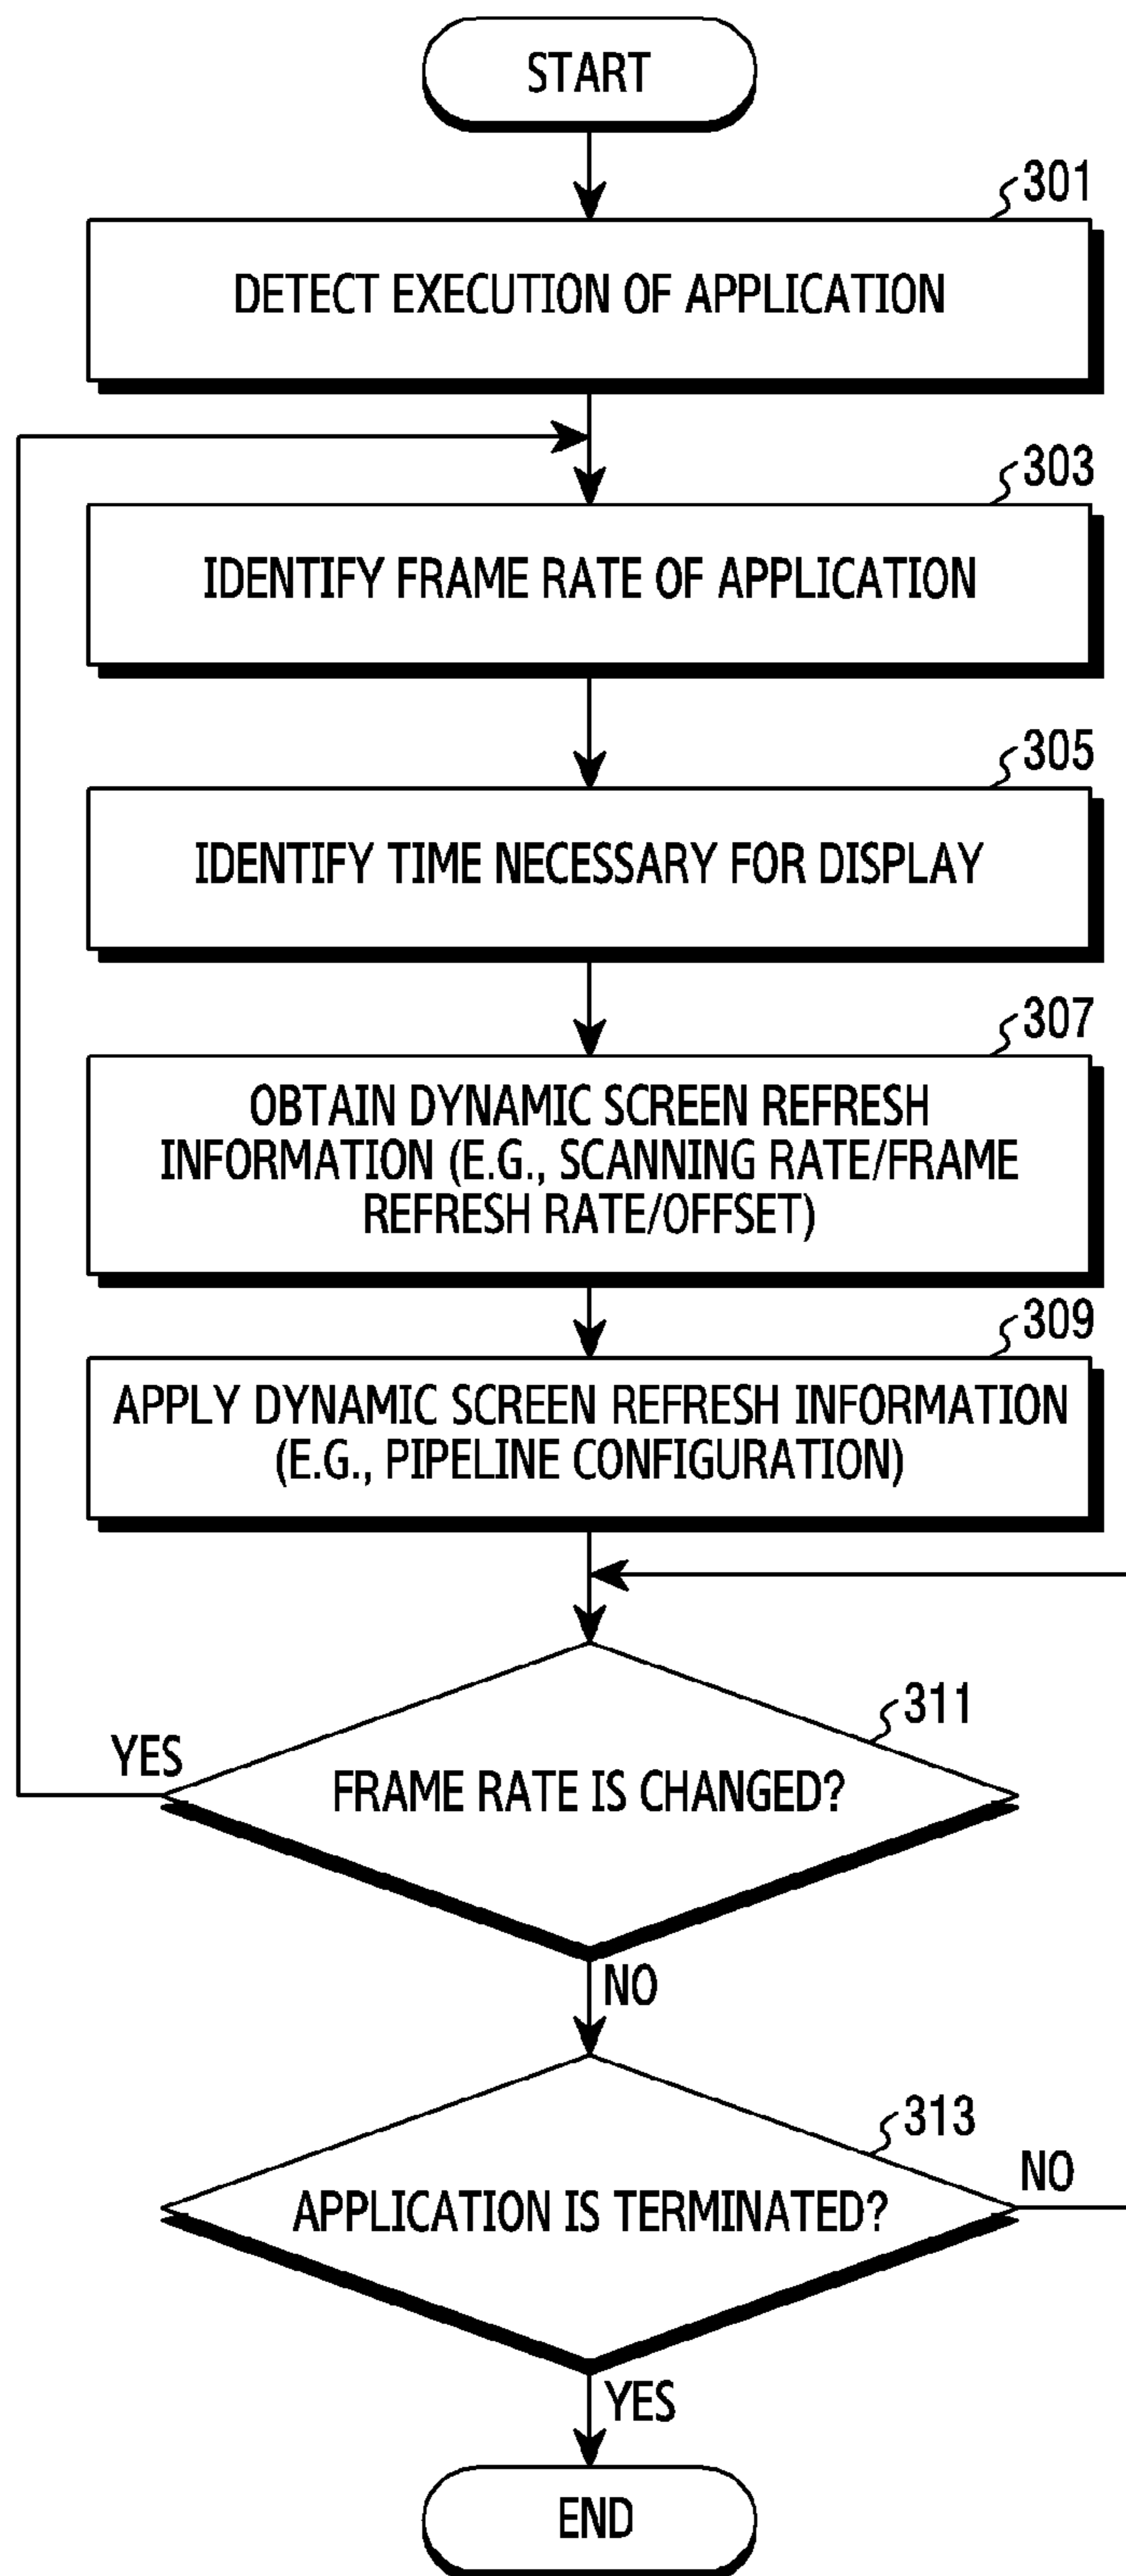 START
301
DETECT EXECUTION OF APPLICATION
303
IDENTIFY FRAME RATE OF APPLICATION
305
IDENTIFY TIME NECESSARY FOR DISPLAY
307
OBTAIN DYNAMIC SCREEN REFRESH
INFORMATION (E.G., SCANNING RATE/FRAME
REFRESH RATE/OFFSET)
309
APPLY DYNAMIC SCREEN REFRESH INFORMATION
(E.G., PIPELINE CONFIGURATION)
311
YES
FRAME RATE IS CHANGED?
NO
313
NO
APPLICATION IS TERMINATED?
YES
END